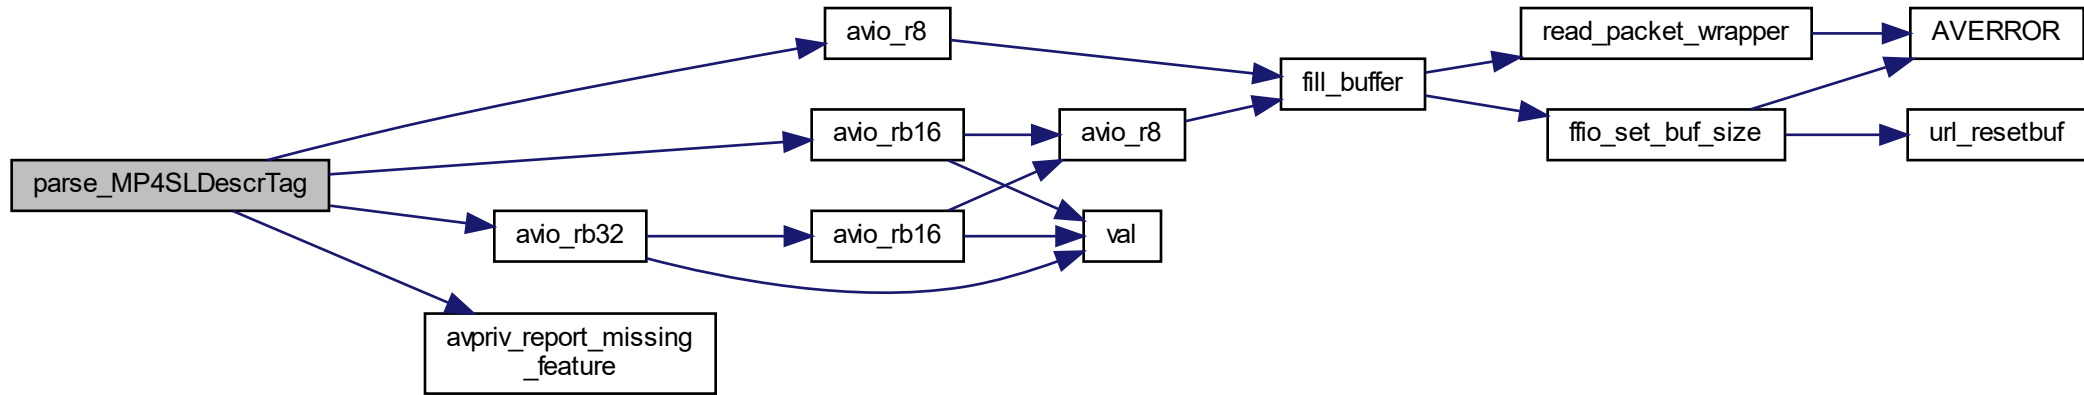 parse_MP4SLDescrTag
avio_r8
avio_rb16
avio_rb32
avpriv_report_missing
_feature
avio_rb16
avio_r8
val
fill_buffer
read_packet_wrapper
ffio_set_buf_size
AVERROR
url_resetbuf